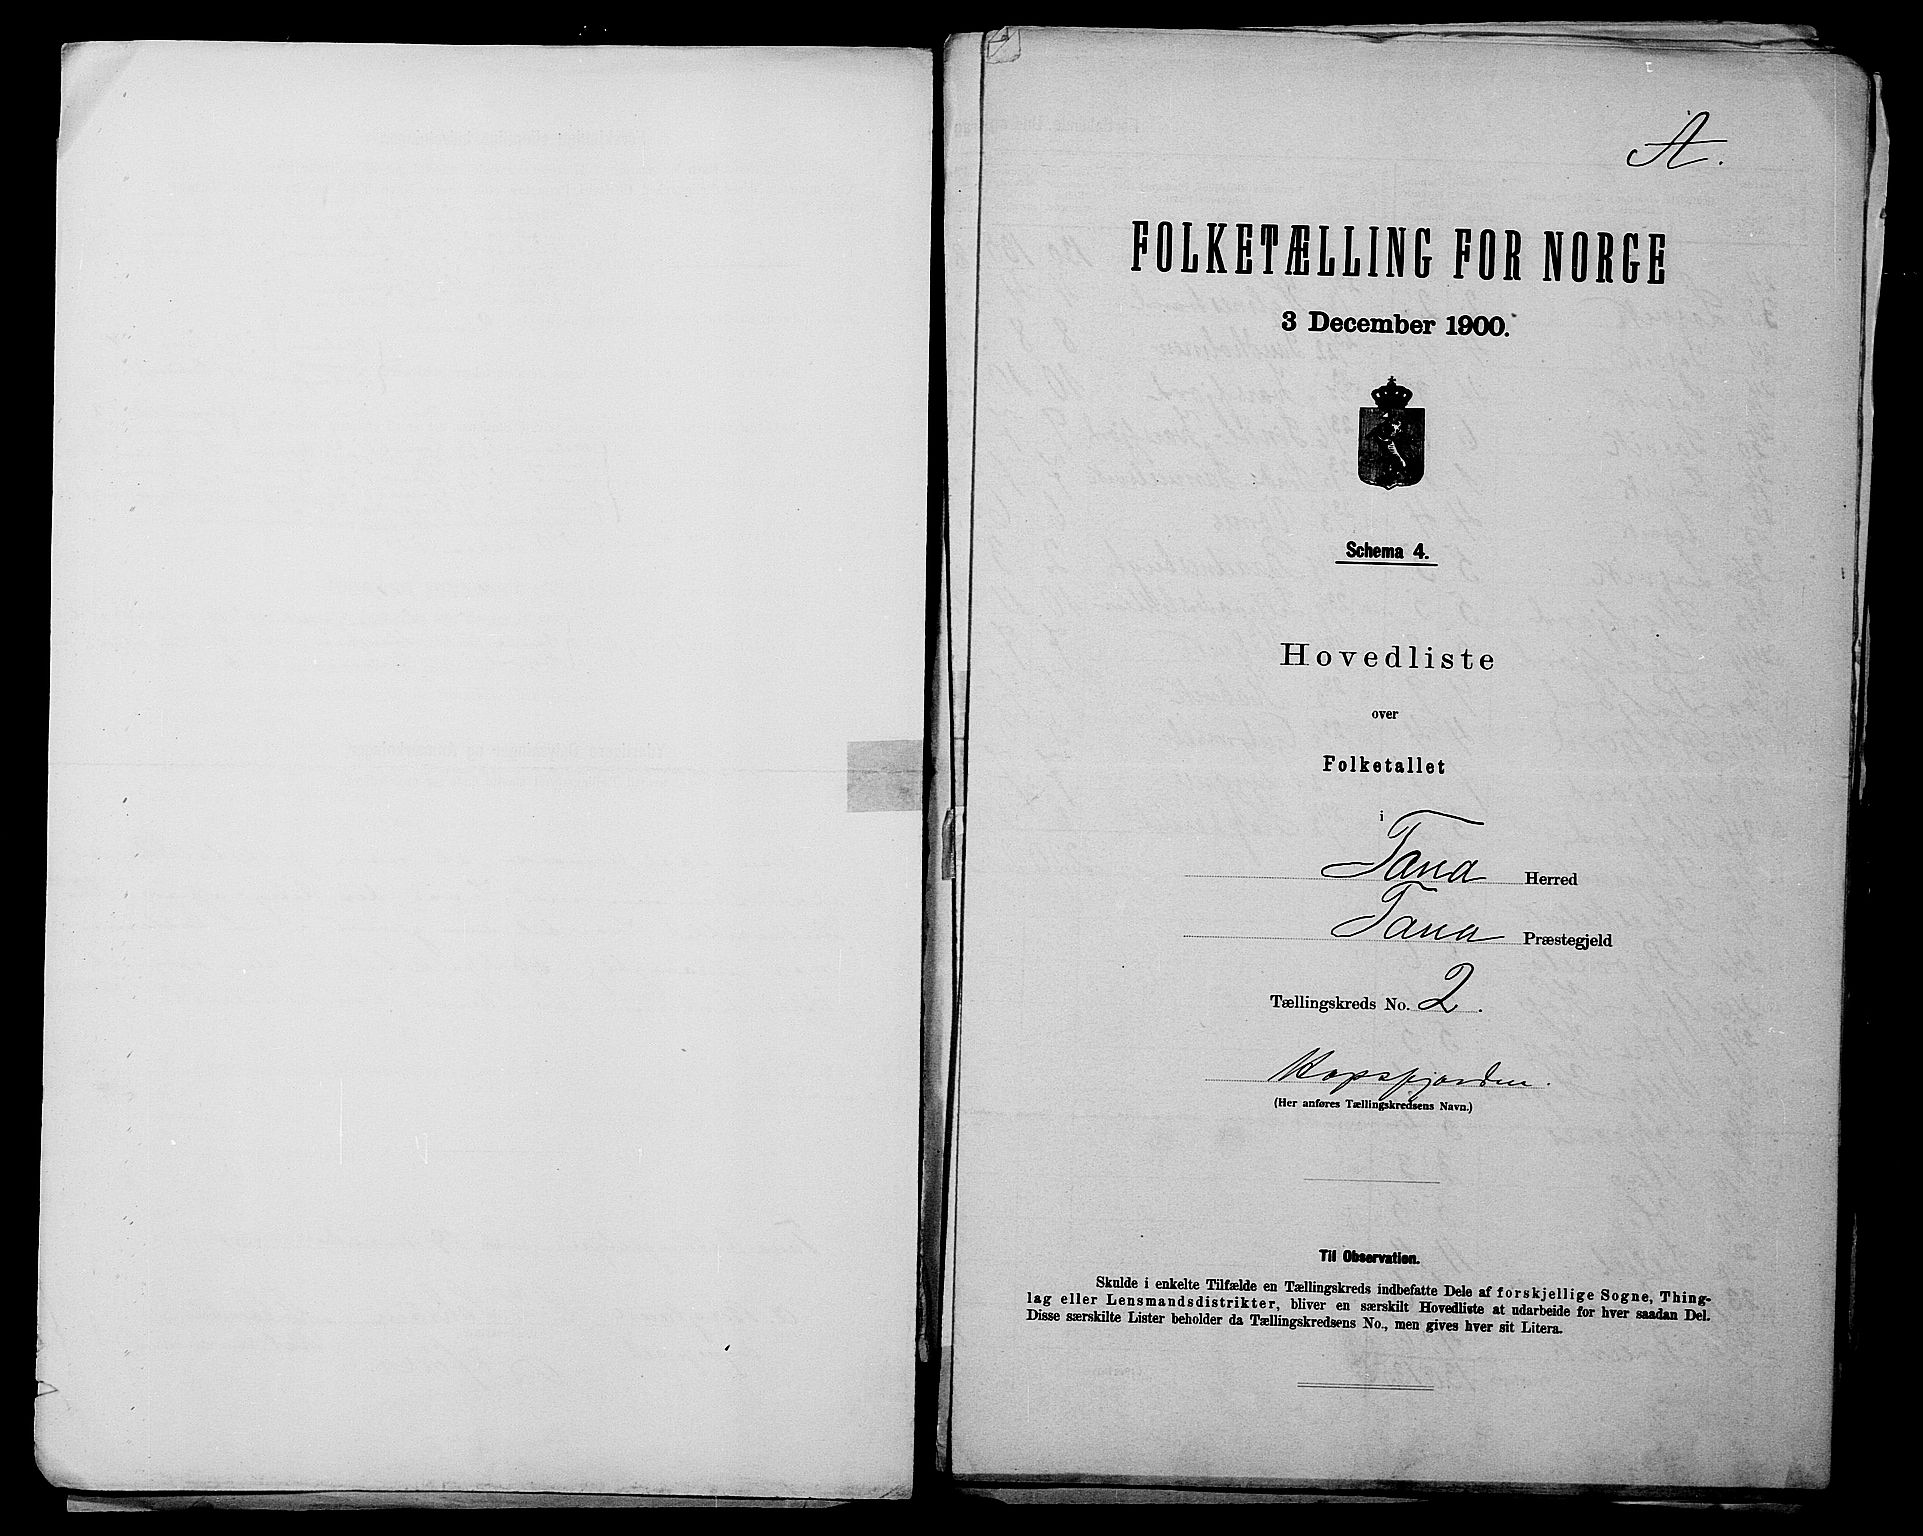 A.
FOLKETÆLLING FOR NORGE
3 December 1900.
Schema 4.
Hovedliste
over
Folketallet
i
Tana Herred
Tana Præstegjeld
Tællingskreds No. 2.
Hopsfjorden.
(Her anføres Tællingskredsens Navn.)
Til Observation.
Skulde i enkelte Tilfælde en Tællingskreds indbefatte Dele af forskjellige Sogne, Thing-
lag eller Lensmandsdistrikter, bliver en særskilt Hovedliste at udarbeide for hver saadan Del.
Disse særskilte Lister beholder da Tællingskredsens No., men gives hver sit Litera.